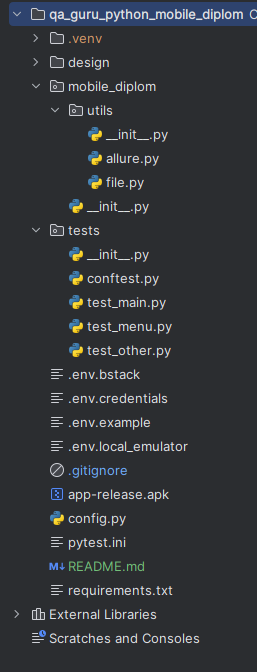 qa_guru_python_mobile_diplom C
.venv
design
mobile_diplom
utils
__init__.py
allure.py
file.py
__init__.py
tests
__init__.py
conftest.py
test_main.py
test_menu.py
test_other.py
.env.bstack
.env.credentials
.env.example
.env.local_emulator
.gitignore
app-release.apk
config.py
pytest.ini
M↓ README.md
requirements.txt
External Libraries
Scratches and Consoles